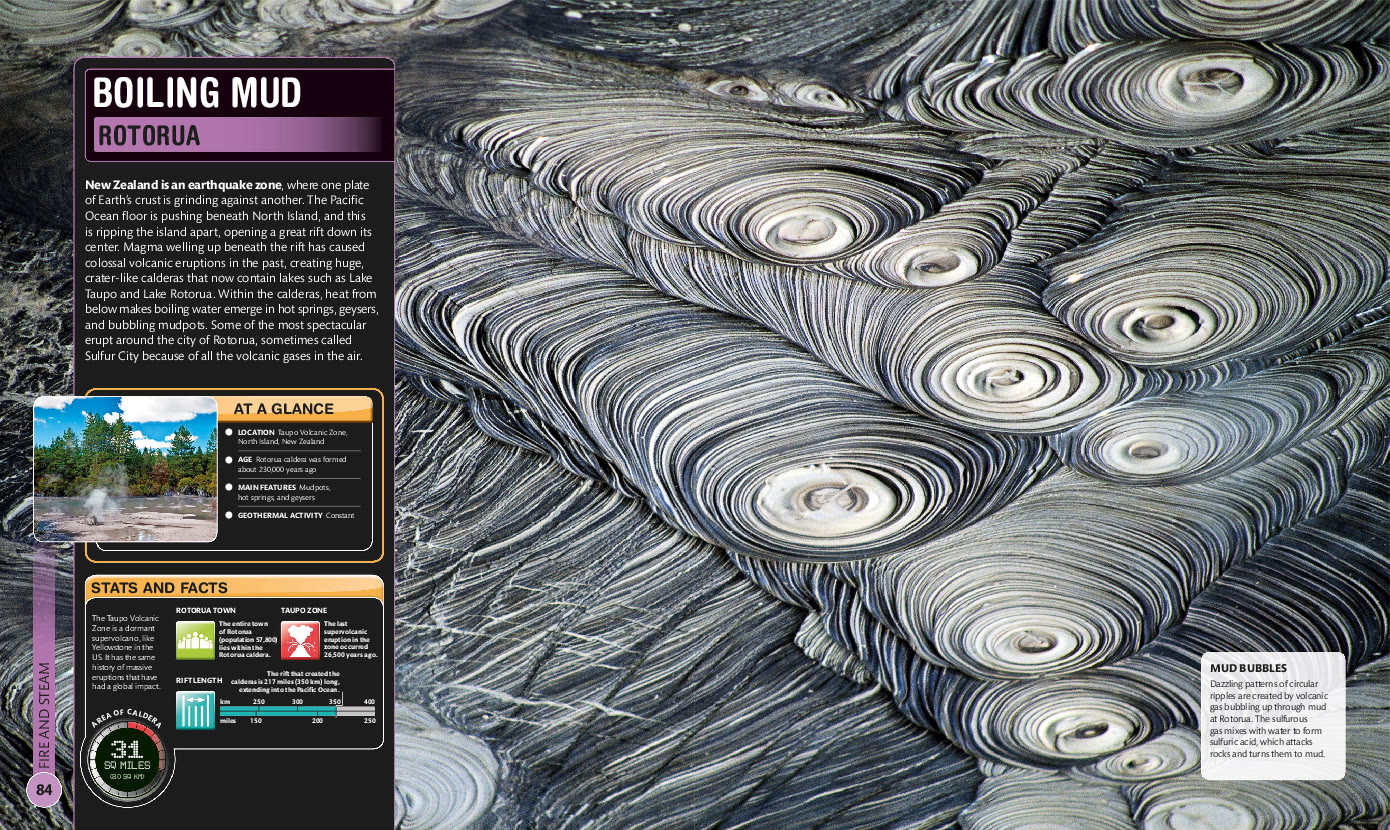 BOILING MUD
ROTORUA
New Zealand is an earthquake zone, where one plate
of Earth's crust is grinding against another. The Pacific
Ocean floor is pushing beneath North Island, and this
is ripping the island apart, opening a great rift down its
center. Magma welling up beneath the rift has caused
colossal volcanic eruptions in the past, creating huge,
crater-like calderas that now contain lakes such as Lake
Taupo and Lake Rotorua. Within the calderas, heat from
below makes boiling water emerge in hot springs, geysers,
and bubbling mudpots. Some of the most spectacular
erupt around the city of Rotorua, sometimes called
Sulfur City because of all the volcanic gases in the air.
AT A GLANCE
LOCATION Taupo Volcanic Zone,
North Island, New Zealand
AGE Rotorua caldera was formed
about 230,000 years ago
MAIN FEATURES Mudpots,
hot springs, and geysers
GEOTHERMAL ACTIVITY Constant
STATS AND FACTS
The Taupo Volcanic
Zone is a dormant
supervolcano, like
Yellowstone in the
US. It has the same
history of massive
eruptions that have
had a global impact.
ROTORUA TOWN
The entire town
of Rotorua
(population 57,800)
lies within the
Rotorua caldera.
TAUPO ZONE
The last
supervolcanic
eruption in the
zone occurred
26,500 years ago.
RIFT LENGTH
The rift that created the
calderas is 217 miles (350 km) long,
extending into the Pacific Ocean.
km 250 300 350 400
miles 150 200 250
AREA OF CALDERA
31
SQ MILES
(80 SQ KM)
FIRE AND STEAM
84
MUD BUBBLES
Dazzling patterns of circular
ripples are created by volcanic
gas bubbling up through mud
at Rotorua. The sulfurous
gas mixes with water to form
sulfuric acid, which attacks
rocks and turns them to mud.